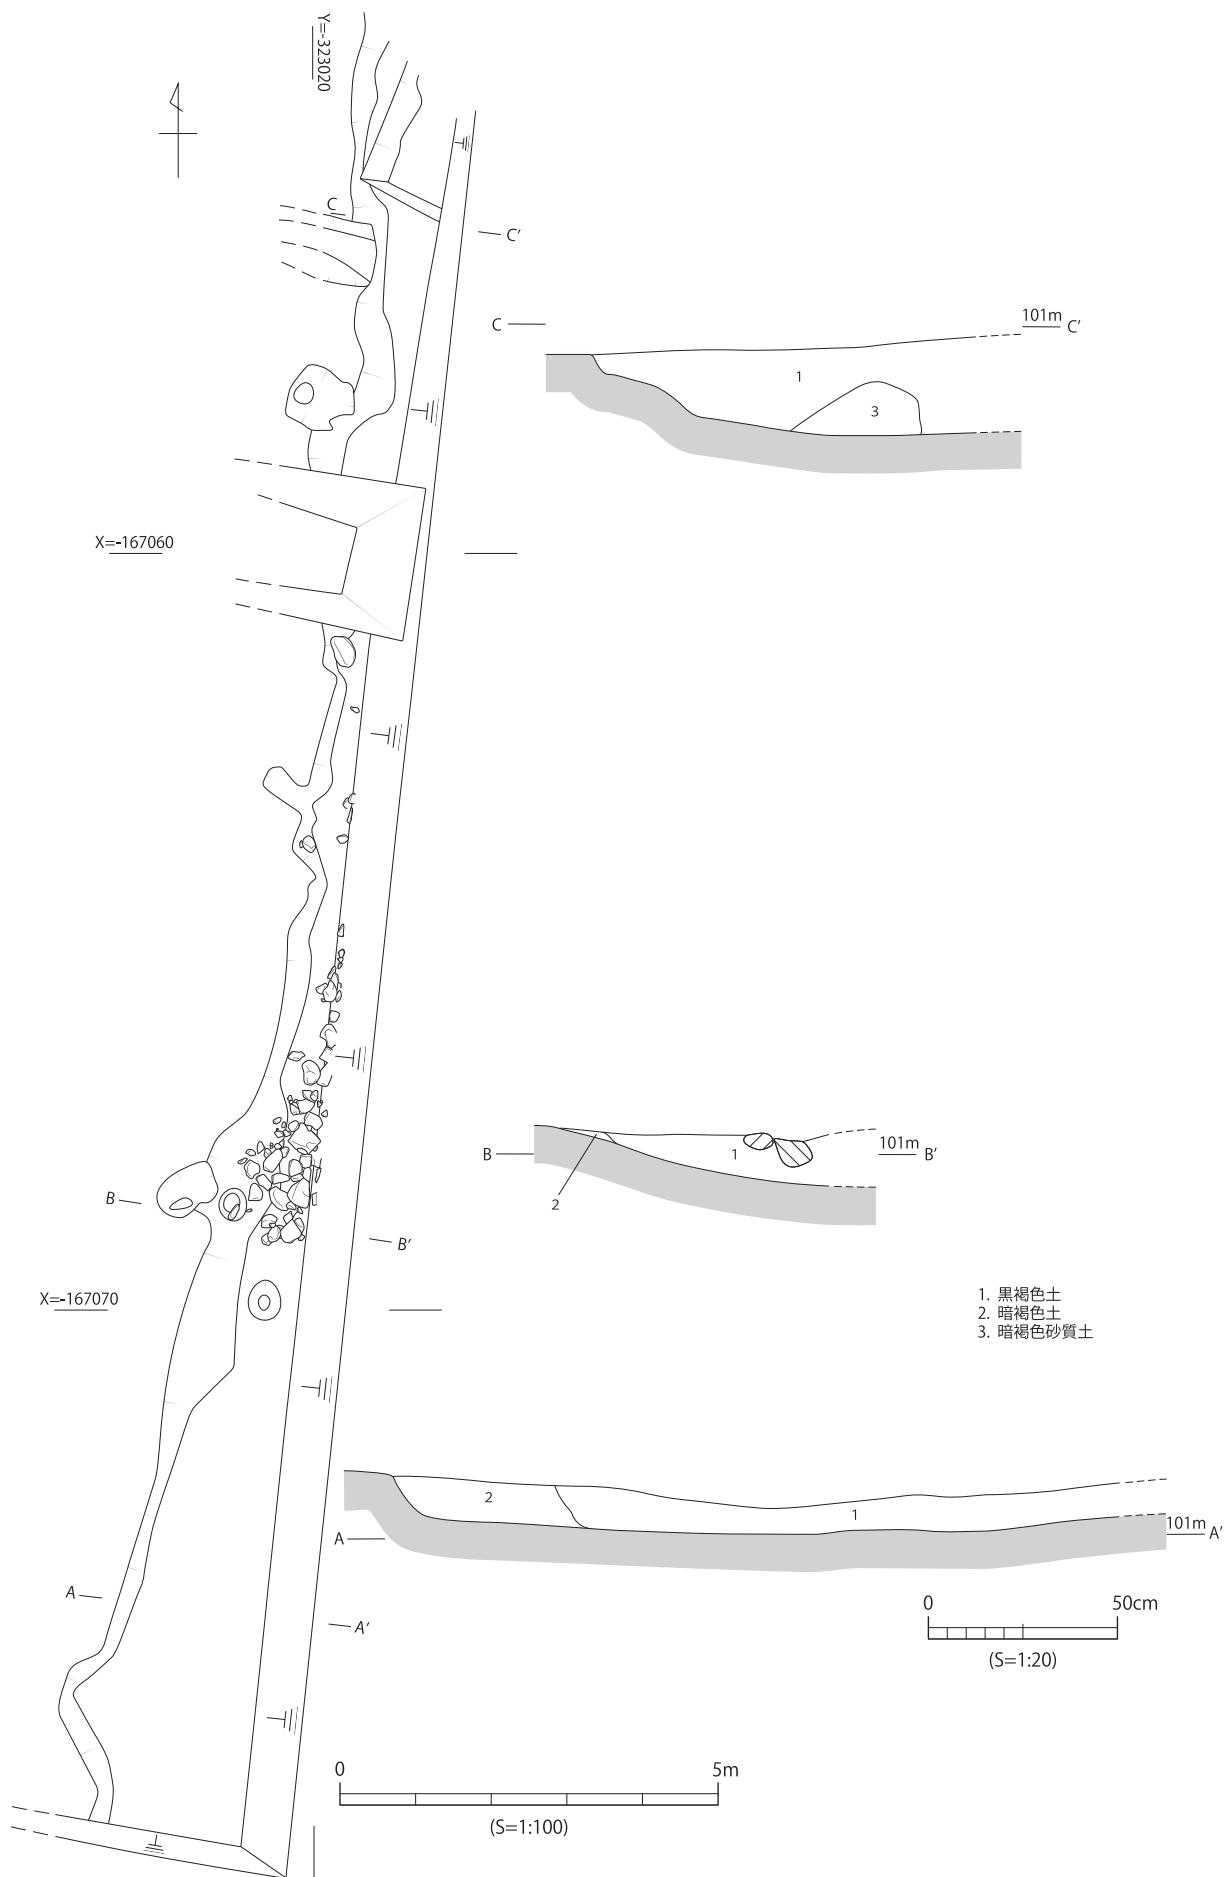 Y=-323020
C
C’
C
101m
C’
1
3
X=-167060
B
B’
B
1
2
101m
B’
X=-167070
1. 黒褐色土
2. 暗褐色土
3. 暗褐色砂質土
A
A’
A
2
1
101m
A’
0 50cm
(S=1:20)
0 5m
(S=1:100)